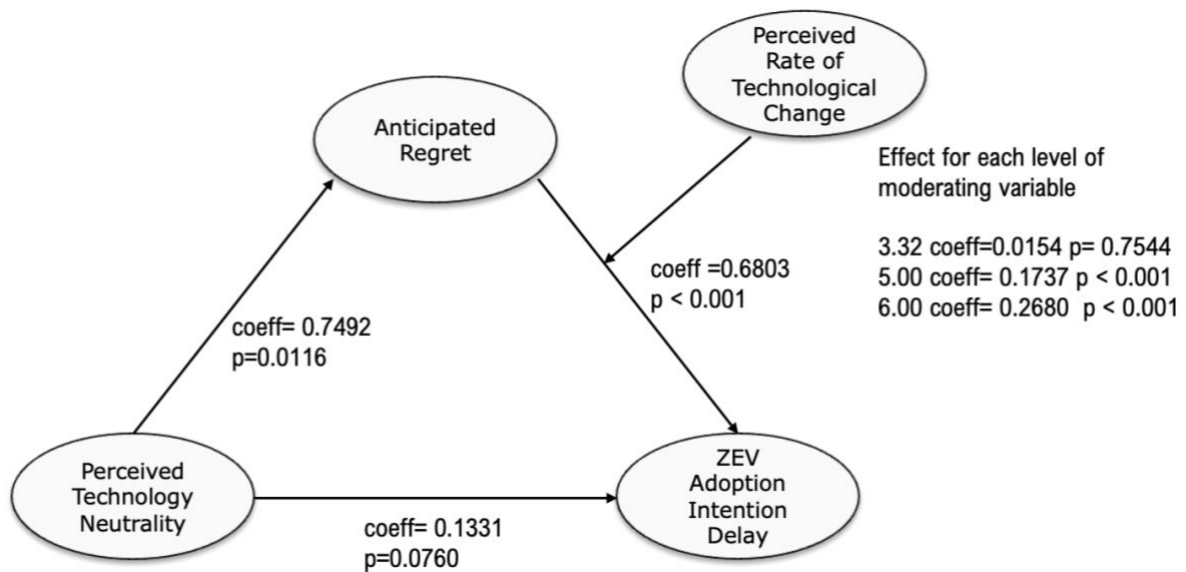 Perceived
Rate of
Technological
Change
Anticipated
Regret
Effect for each level of
moderating variable
3.32 coeff=0.0154 p= 0.7544
5.00 coeff= 0.1737 p < 0.001
6.00 coeff= 0.2680 p < 0.001
coeff =0.6803
p < 0.001
coeff= 0.7492
p=0.0116
Perceived
Technology
Neutrality
ZEV
Adoption
Intention
Delay
coeff= 0.1331
p=0.0760